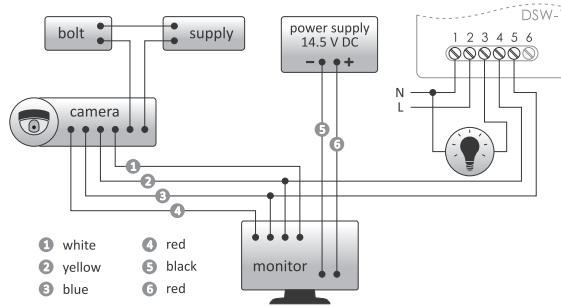 DSW-
bolt
supply
power supply
14.5 V DC
– +
1 2 3 4 5 6
N
L
camera
5
6
1
2
3
4
monitor
1 white
2 yellow
3 blue
4 red
5 black
6 red